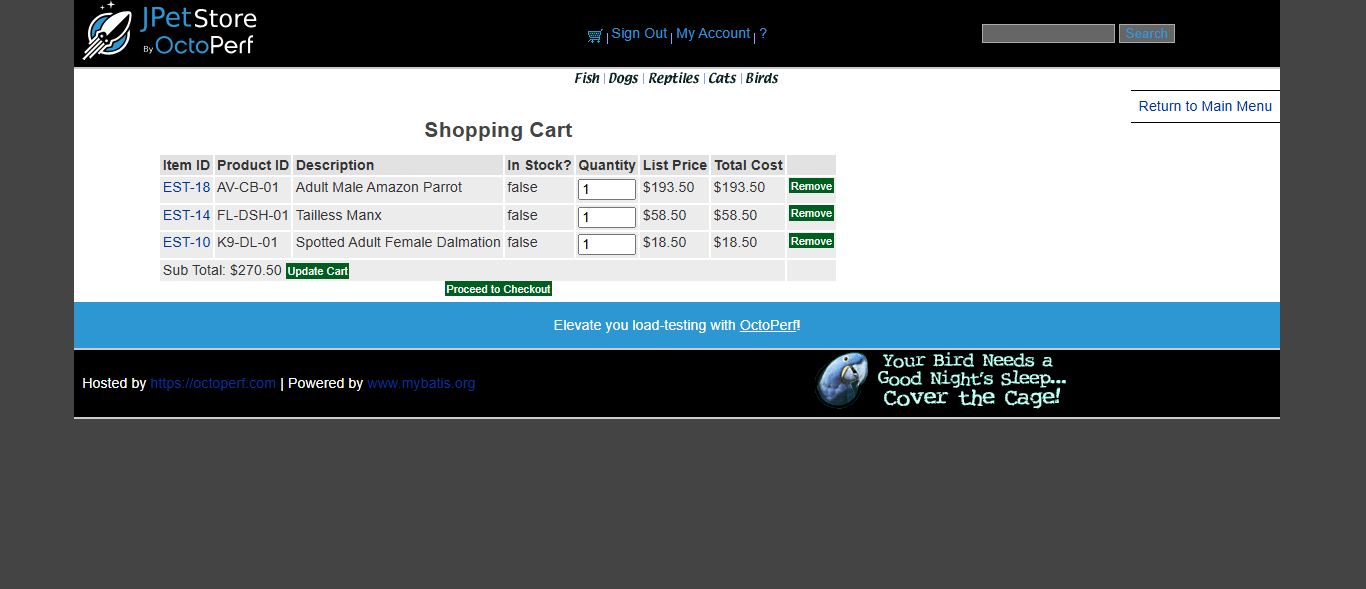 JPetStore
By OctoPerf
Sign Out | My Account | ?
Search
Fish | Dogs | Reptiles | Cats | Birds
Return to Main Menu
Shopping Cart
Item ID Product ID Description In Stock? Quantity List Price Total Cost
EST-18 AV-CB-01 Adult Male Amazon Parrot false 1 $193.50 $193.50 Remove
EST-14 FL-DSH-01 Tailless Manx false 1 $58.50 $58.50 Remove
EST-10 K9-DL-01 Spotted Adult Female Dalmation false 1 $18.50 $18.50 Remove
Sub Total: $270.50 Update Cart
Proceed to Checkout
Elevate you load-testing with OctoPerf!
Hosted by https://octoperf.com | Powered by www.mybatis.org
Your Bird Needs a
Good Night's Sleep...
Cover the Cage!